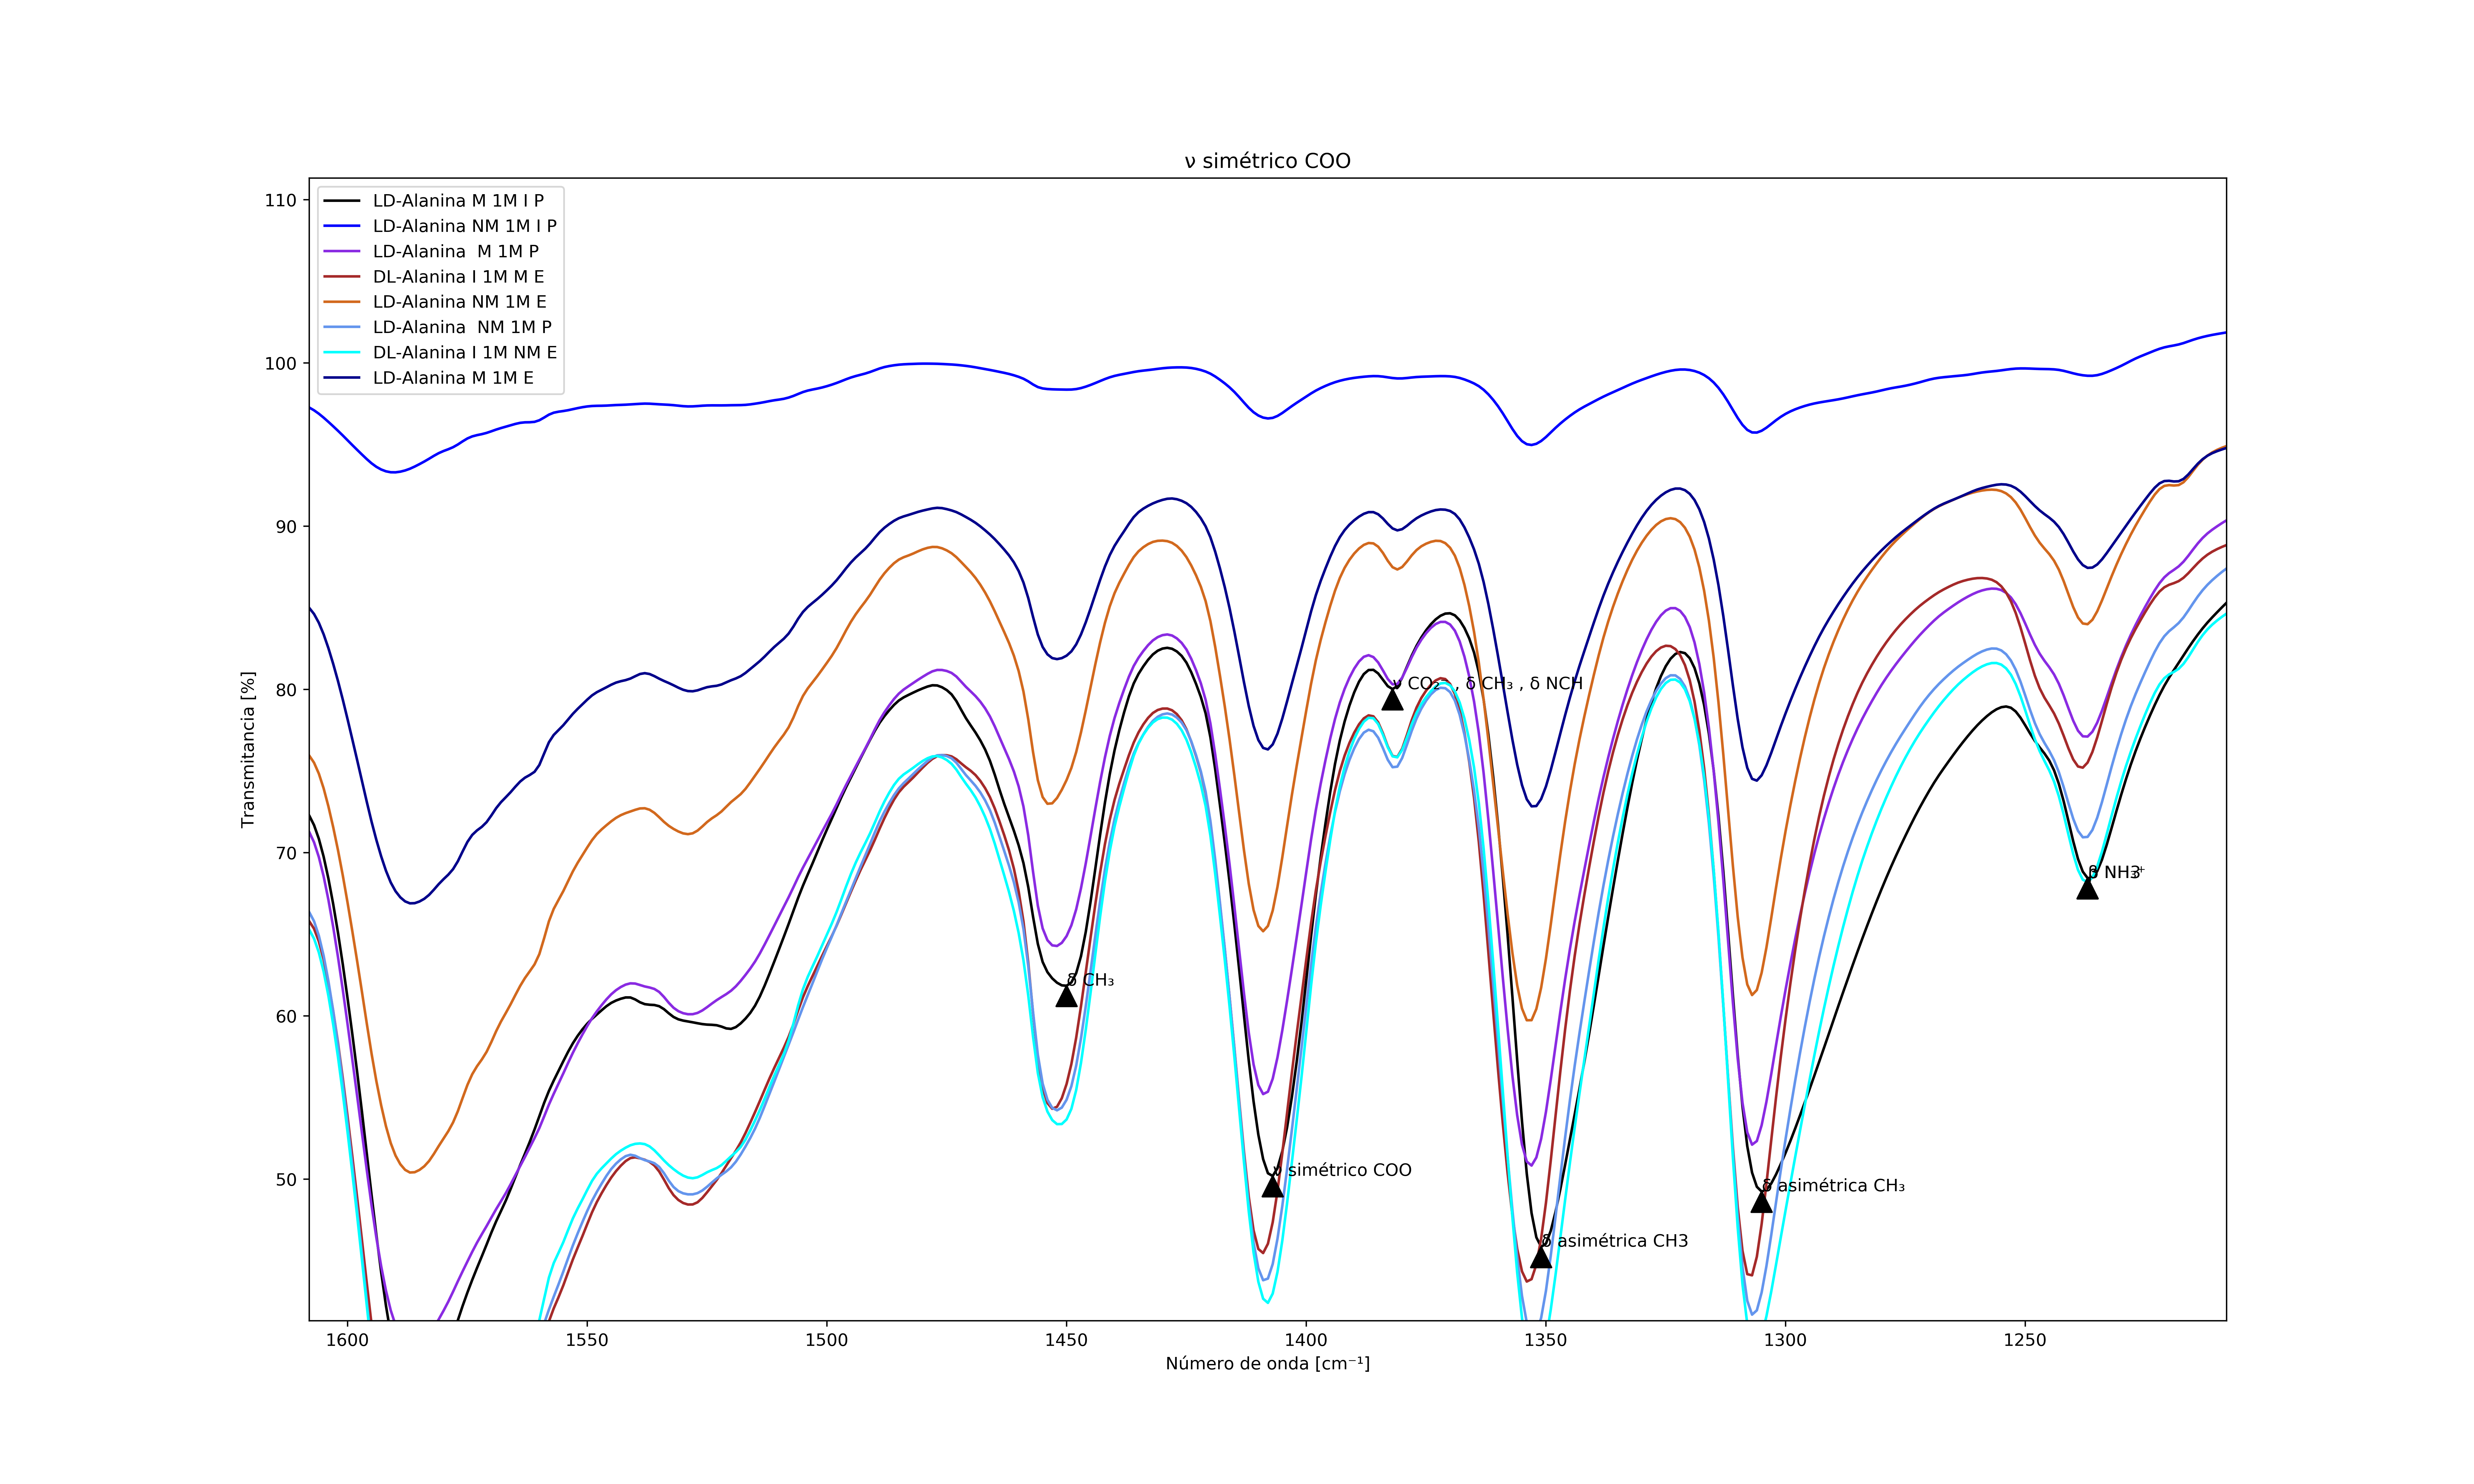 ν simétrico COO
110
100
90
80
70
60
50
Transmitancia [%]
LD-Alanina M 1M I P
LD-Alanina NM 1M I P
LD-Alanina  M 1M P
DL-Alanina I 1M M E
LD-Alanina NM 1M E
LD-Alanina  NM 1M P
DL-Alanina I 1M NM E
LD-Alanina M 1M E
ν CO₂⁻ , δ CH₃ , δ NCH
NH3
δ CH₃
ν simétrico COO
δ asimétrica CH₃
δ asimétrica CH3
1600
1550
1500
1450
1400
1350
1300
1250
Número de onda [cm⁻¹]